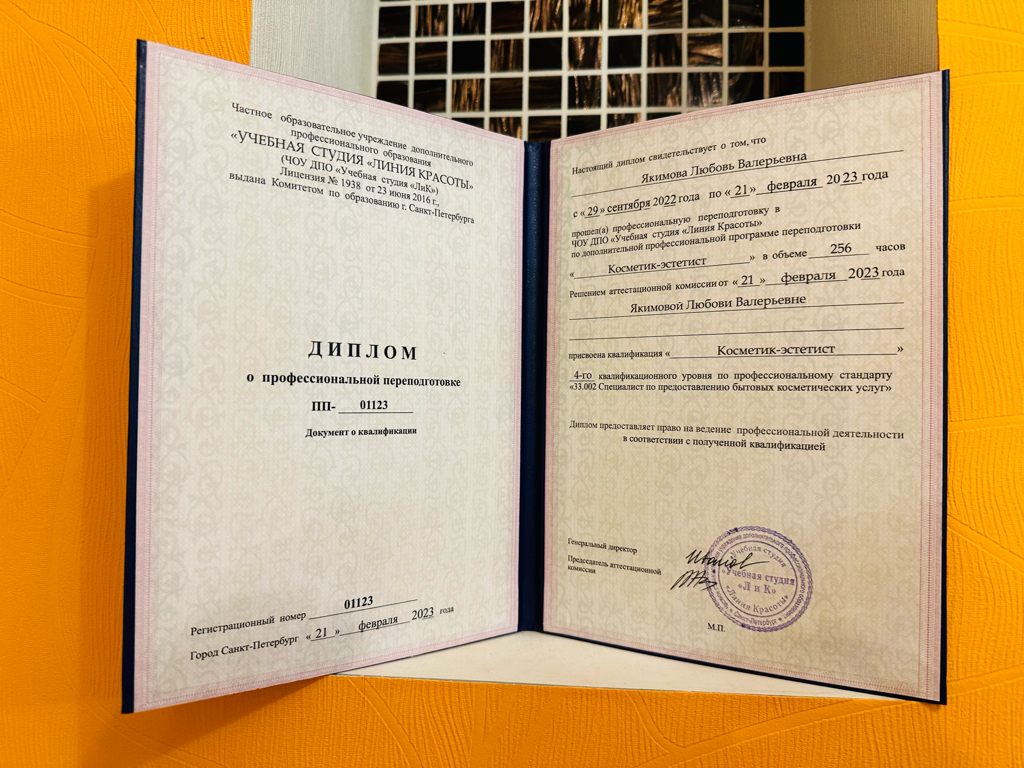 Частное образовательное учреждение дополнительного
профессионального образования
«УЧЕБНАЯ СТУДИЯ «ЛИНИЯ КРАСОТЫ»
(ЧОУ ДПО «Учебная студия «ЛиК»)
Лицензия № 1938 от 23 июня 2016 г.,
выдана Комитетом по образованию г. Санкт-Петербурга
ДИПЛОМ
о профессиональной переподготовке
ПП- 01123
Документ о квалификации
Регистрационный номер 01123
Город Санкт-Петербург «21» февраля 2023 года
Настоящий диплом свидетельствует о том, что
Якимова Любовь Валерьевна
с «29» сентября 2022 года по «21» февраля 2023 года
прошел(а) профессиональную переподготовку в
ЧОУ ДПО «Учебная студия «Линия Красоты»
по дополнительной профессиональной программе переподготовки
« Косметик-эстетист » в объеме 256 часов
Решением аттестационной комиссии от «21» февраля 2023 года
Якимовой Любови Валерьевне
присвоена квалификация « Косметик-эстетист »
4-го квалификационного уровня по профессиональному стандарту
«33.002 Специалист по предоставлению бытовых косметических услуг»
Диплом предоставляет право на ведение профессиональной деятельности
в соответствии с полученной квалификацией
Генеральный директор
Председатель аттестационной
комиссии
Учебная студия
«Учебная студия
«Л и К»
«Линия Красоты»
Санкт-Петербург
М.П.